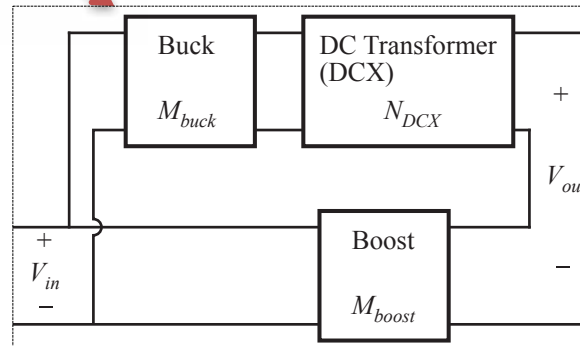 Buck
M_buck
DC Transformer
(DCX)
N_DCX
+
V_ou
−
+
V_in
−
Boost
M_boost